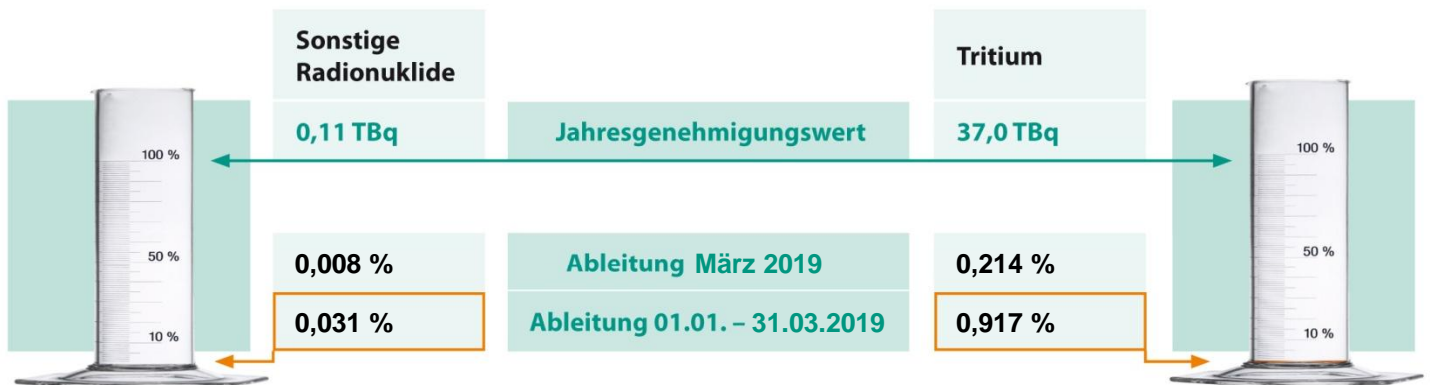 Sonstige
Radionuklide
Tritium
0,11 TBq
Jahresgenehmigungswert
37,0 TBq
100 %
100 %
50 %
50 %
0,008 %
Ableitung März 2019
0,214 %
0,031 %
Ableitung 01.01. – 31.03.2019
0,917 %
10 %
10 %